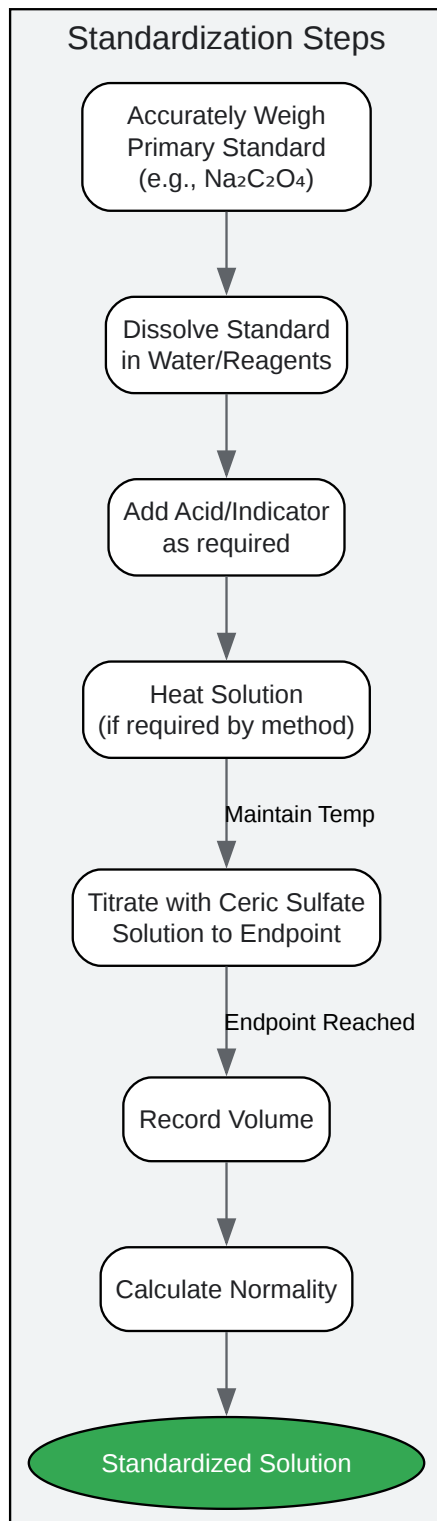 Standardization Steps
Accurately Weigh
Primary Standard
(e.g., Na₂C₂O₄)
Dissolve Standard
in Water/Reagents
Add Acid/Indicator
as required
Heat Solution
(if required by method)
Maintain Temp
Titrate with Ceric Sulfate
Solution to Endpoint
Endpoint Reached
Record Volume
Calculate Normality
Standardized Solution